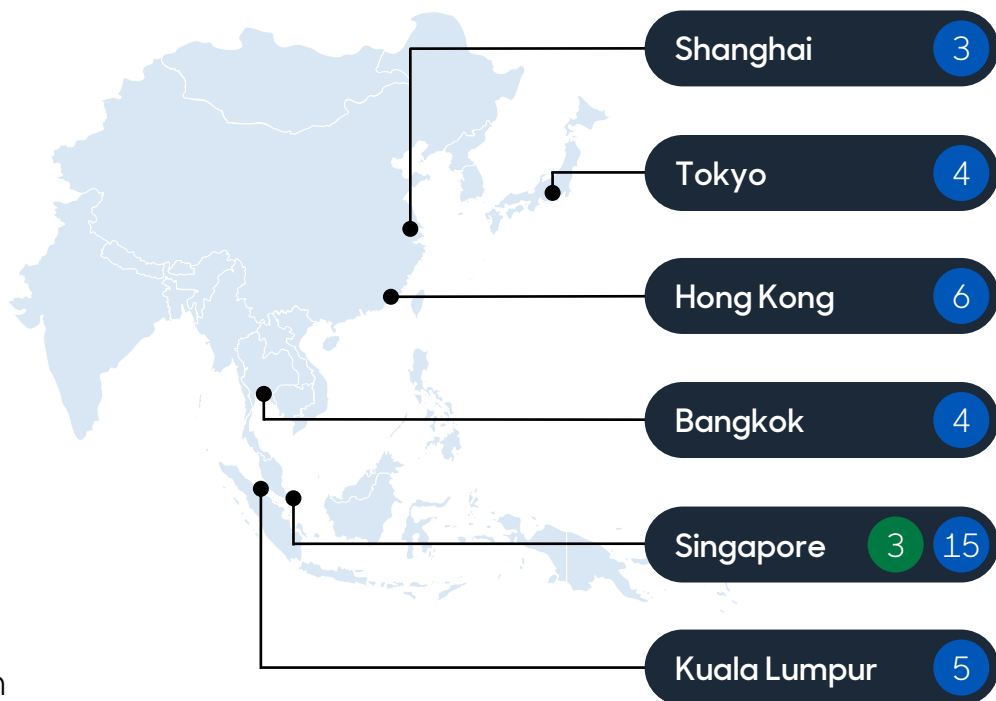 Shanghai 3
Tokyo 4
Hong Kong 6
Bangkok 4
Singapore 3 15
Kuala Lumpur 5